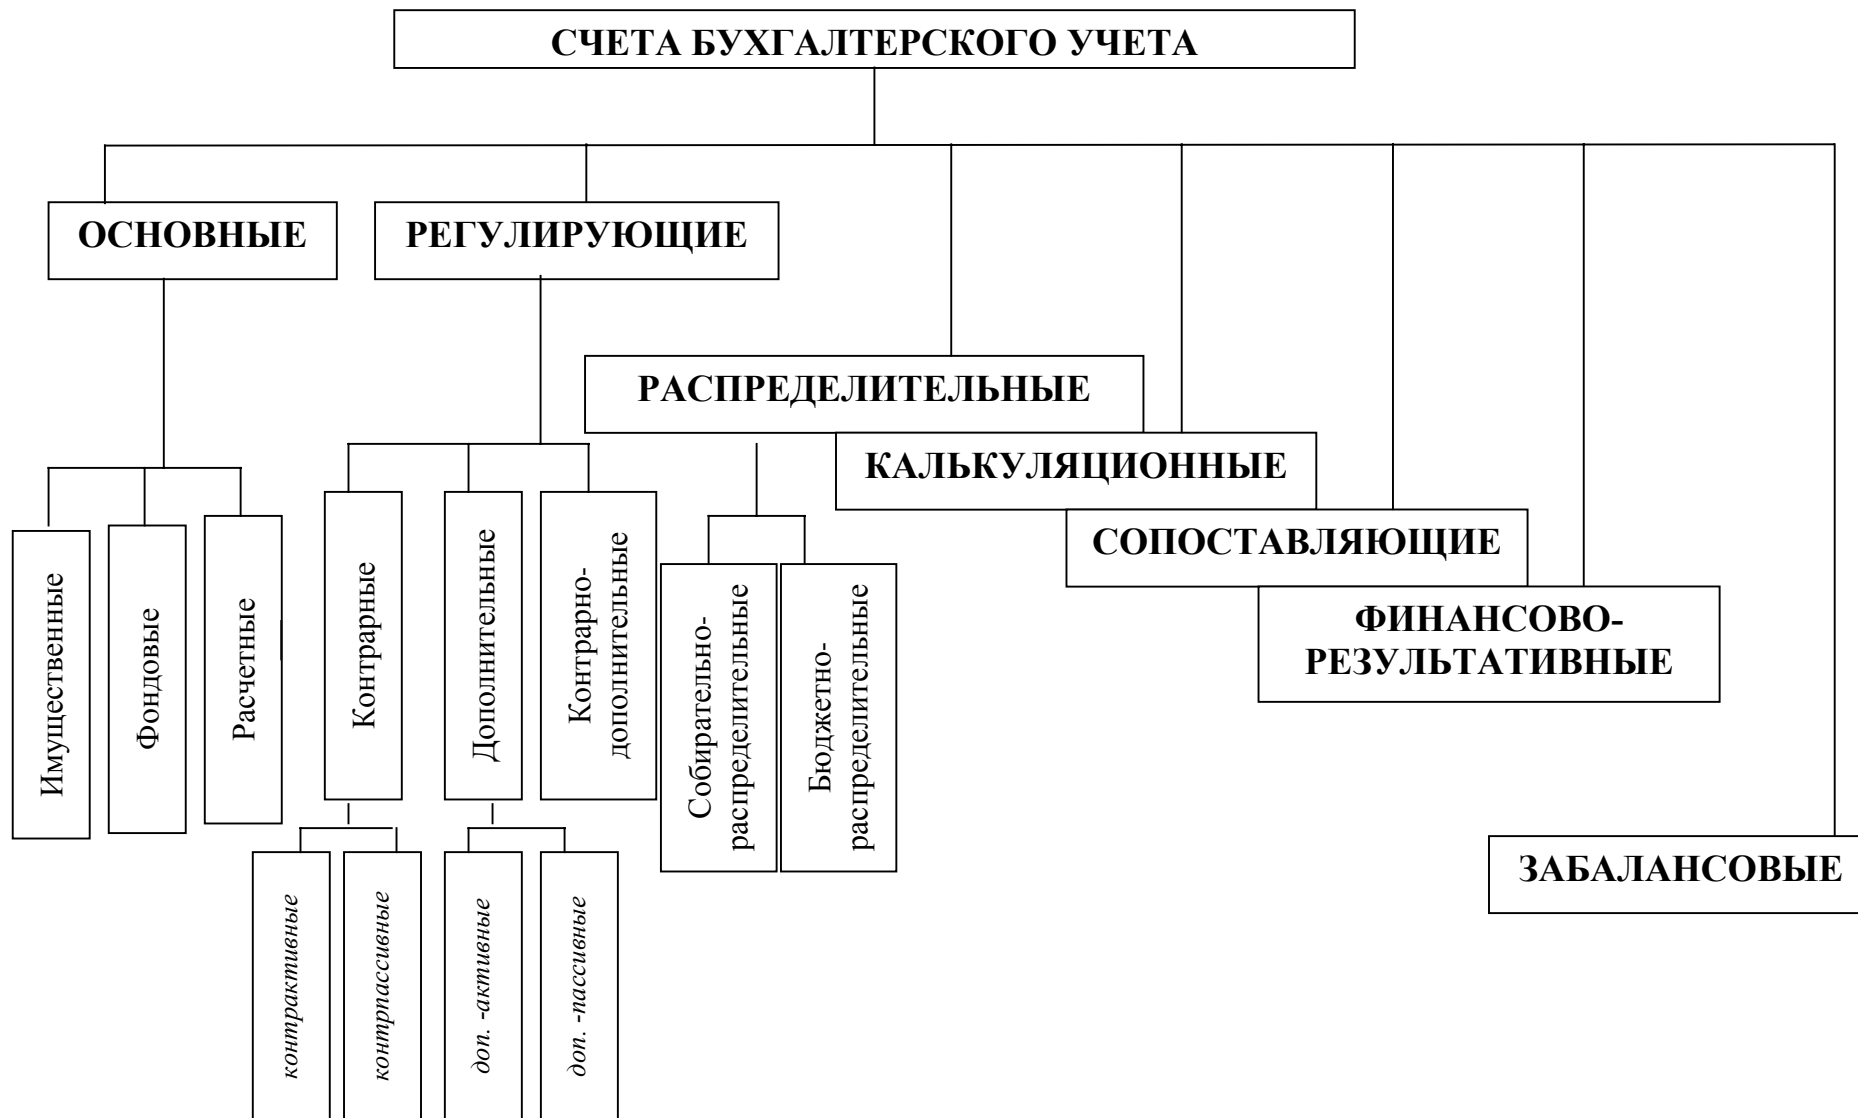 СЧЕТА БУХГАЛТЕРСКОГО УЧЕТА
ОСНОВНЫЕ
РЕГУЛИРУЮЩИЕ
РАСПРЕДЕЛИТЕЛЬНЫЕ
КАЛЬКУЛЯЦИОННЫЕ
СОПОСТАВЛЯЮЩИЕ
ФИНАНСОВО-
РЕЗУЛЬТАТИВНЫЕ
ЗАБАЛАНСОВЫЕ
Имущественные
Фондовые
Расчетные
Контрарные
Дополнительные
Контрарно-
дополнительные
Собирательно-
распределительные
Бюджетно-
распределительные
контрактивные
контрпассивные
доп. -активные
доп. -пассивные